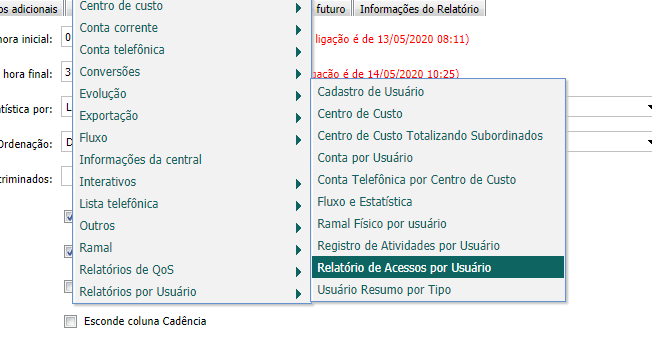 os adicionais
Centro de custo
futuro
Informações do Relatório
hora inicial:
0
Conta corrente
ligação é de 13/05/2020 08:11)
Conta telefônica
hora final:
3
Conversões
gação é de 14/05/2020 10:25)
Evolução
Cadastro de Usuário
tística por:
L
Exportação
Centro de Custo
Fluxo
Centro de Custo Totalizando Subordinados
Ordenação:
D
Informações da central
Conta por Usuário
criminados:
Interativos
Conta Telefônica por Centro de Custo
Lista telefônica
Fluxo e Estatística
Outros
Ramal Físico por usuário
Ramal
Registro de Atividades por Usuário
Relatórios de QoS
Relatório de Acessos por Usuário
Relatórios por Usuário
Usuário Resumo por Tipo
Esconde coluna Cadência